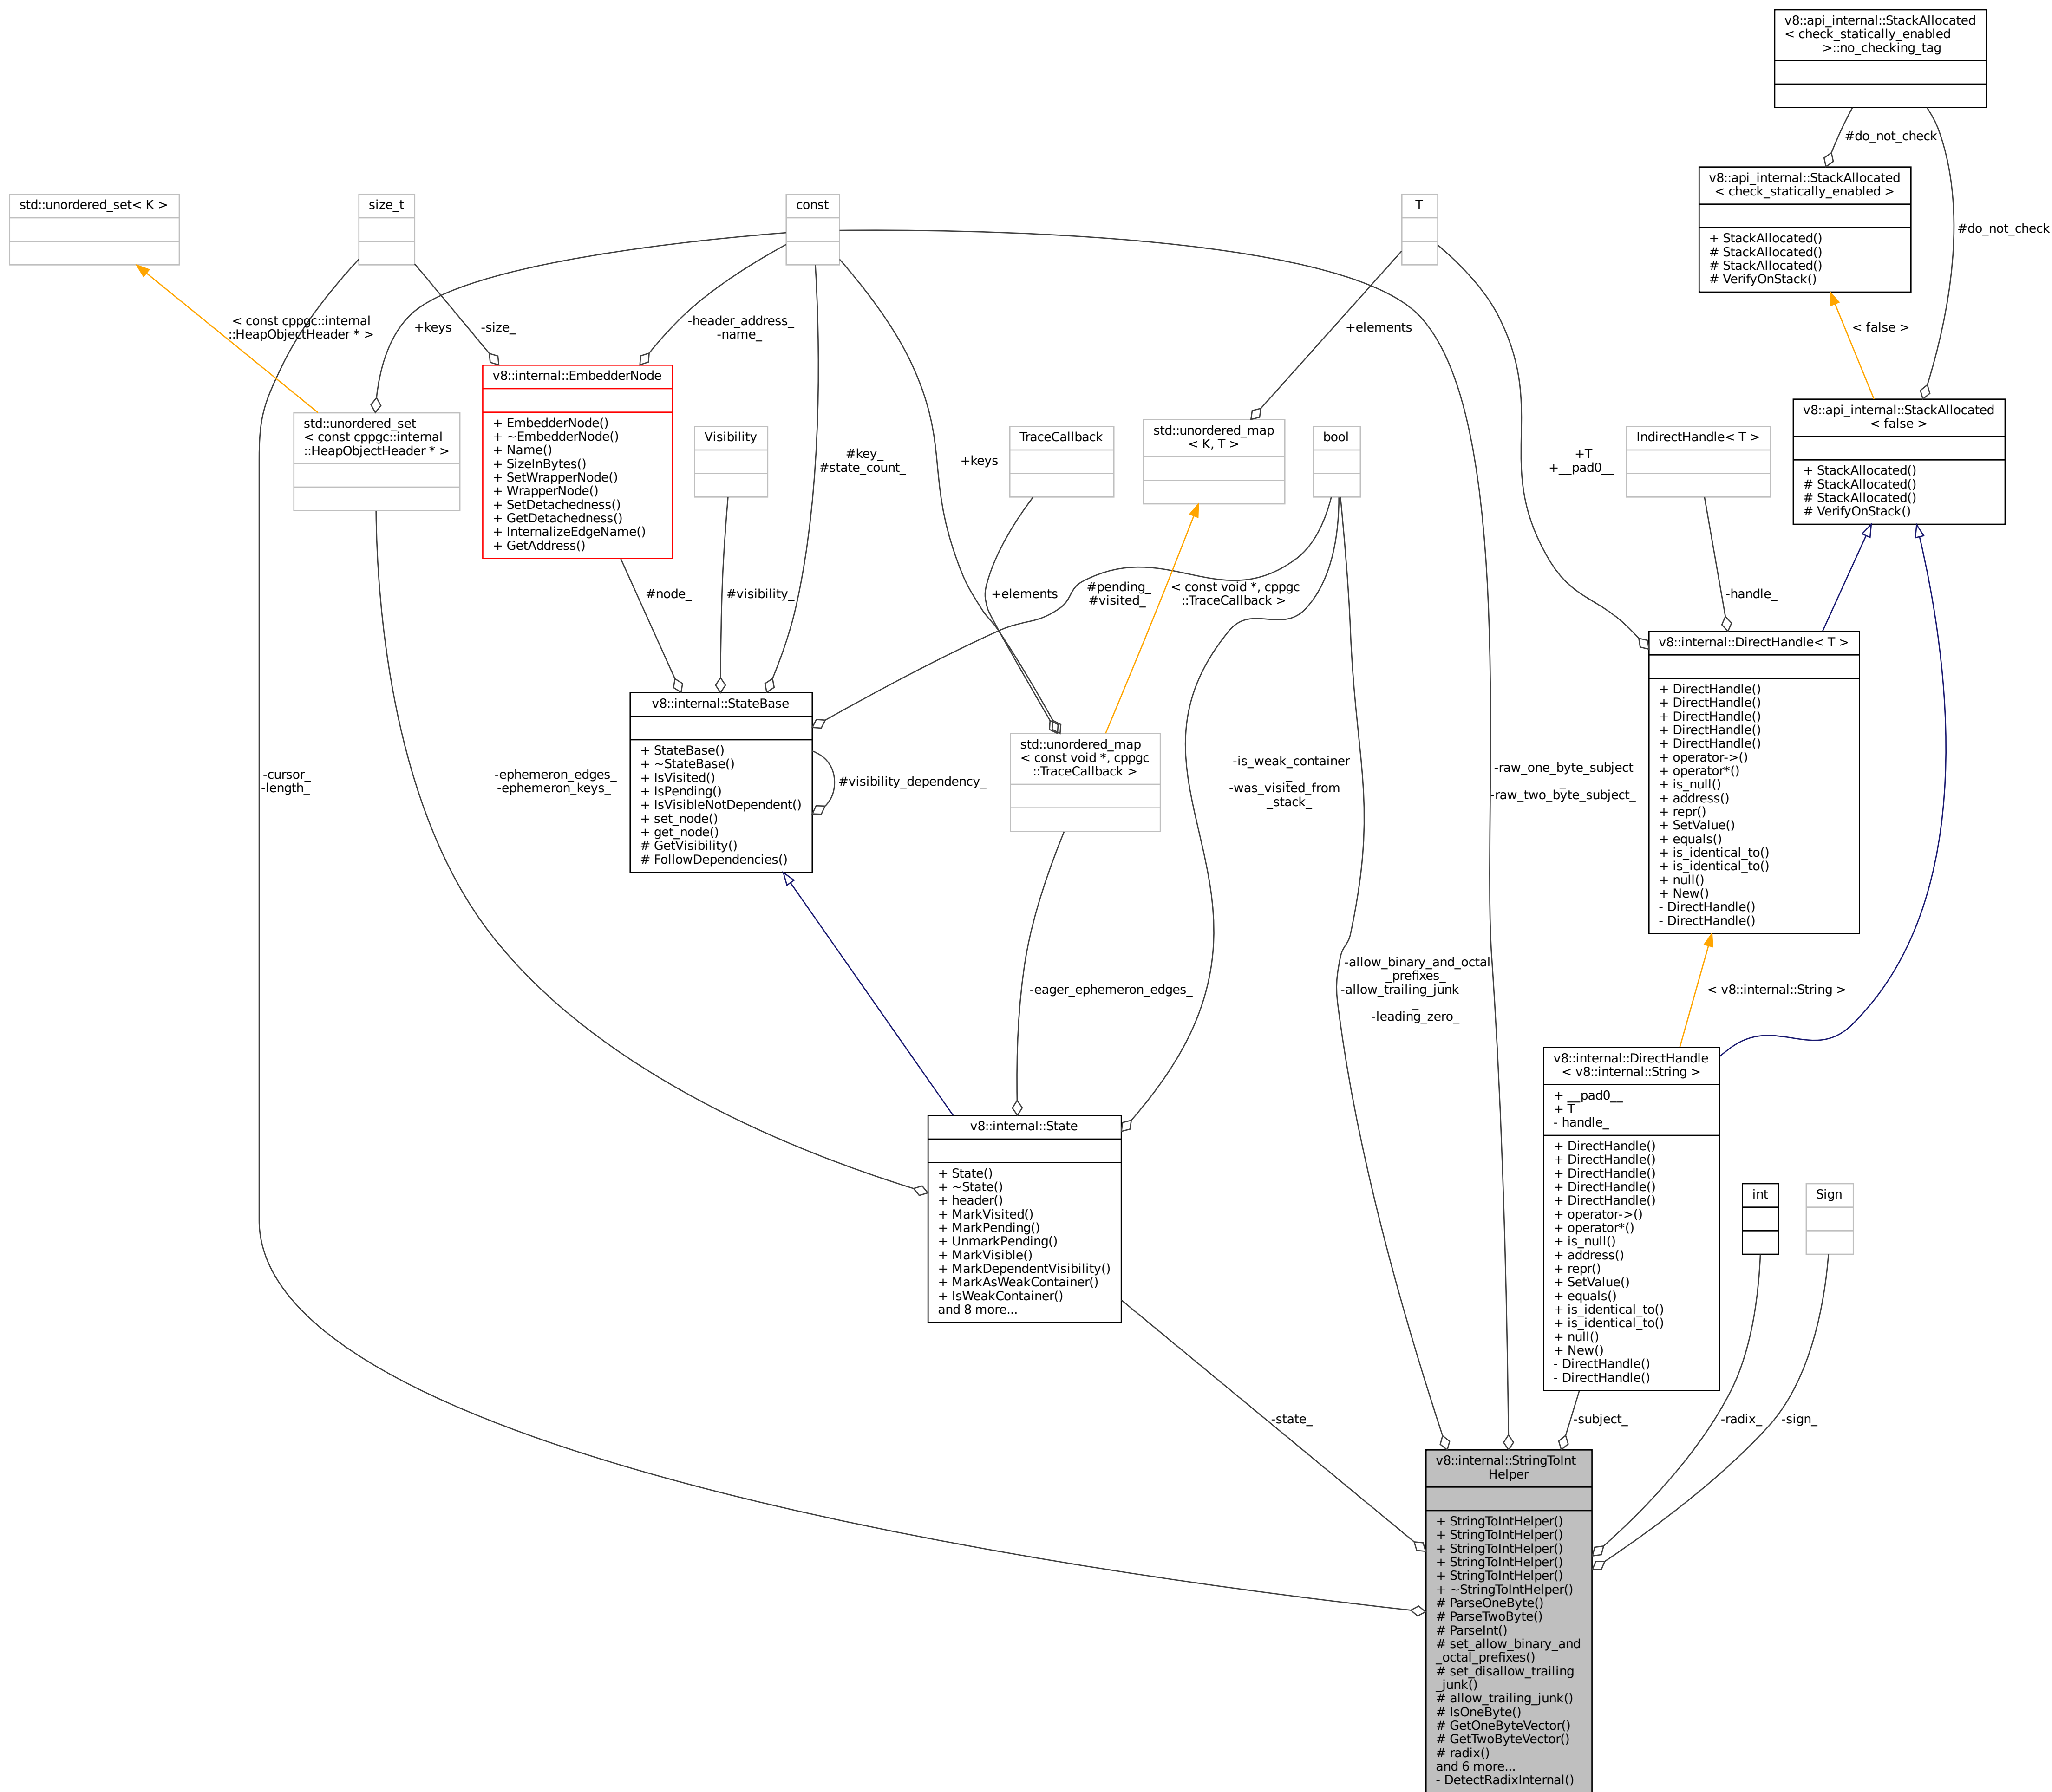 v8::api_internal::StackAllocated
< check_statically_enabled
>::no_checking_tag
#do_not_check
v8::api_internal::StackAllocated
< check_statically_enabled >
+ StackAllocated()
# StackAllocated()
# StackAllocated()
# VerifyOnStack()
#do_not_check
std::unordered_set< K >
size_t
const
T
< const cppgc::internal
::HeapObjectHeader * >
+keys
-size_
-header_address_
-name_
+elements
< false >
v8::internal::EmbedderNode
+ EmbedderNode()
+ ~EmbedderNode()
+ Name()
+ SizeInBytes()
+ SetWrapperNode()
+ WrapperNode()
+ SetDetachedness()
+ GetDetachedness()
+ InternalizeEdgeName()
+ GetAddress()
std::unordered_set
< const cppgc::internal
::HeapObjectHeader * >
Visibility
#key_
#state_count_
+keys
TraceCallback
std::unordered_map
< K, T >
bool
+T
+__pad0__
IndirectHandle< T >
v8::api_internal::StackAllocated
< false >
+ StackAllocated()
# StackAllocated()
# StackAllocated()
# VerifyOnStack()
#node_
#visibility_
+elements
#pending_
#visited_
< const void *, cppgc
::TraceCallback >
-handle_
v8::internal::DirectHandle< T >
+ DirectHandle()
+ DirectHandle()
+ DirectHandle()
+ DirectHandle()
+ DirectHandle()
+ operator->()
+ operator*()
+ is_null()
+ address()
+ repr()
+ SetValue()
+ equals()
+ is_identical_to()
+ is_identical_to()
+ null()
+ New()
- DirectHandle()
- DirectHandle()
-cursor_
-length_
-ephemeron_edges_
-ephemeron_keys_
v8::internal::StateBase
+ StateBase()
+ ~StateBase()
+ IsVisited()
+ IsPending()
+ IsVisibleNotDependent()
+ set_node()
+ get_node()
# GetVisibility()
# FollowDependencies()
#visibility_dependency_
std::unordered_map
< const void *, cppgc
::TraceCallback >
-is_weak_container
_
-was_visited_from
_stack_
-raw_one_byte_subject
_
-raw_two_byte_subject_
-eager_ephemeron_edges_
-allow_binary_and_octal
_prefixes_
-allow_trailing_junk
_
-leading_zero_
< v8::internal::String >
v8::internal::State
+ State()
+ ~State()
+ header()
+ MarkVisited()
+ MarkPending()
+ UnmarkPending()
+ MarkVisible()
+ MarkDependentVisibility()
+ MarkAsWeakContainer()
+ IsWeakContainer()
and 8 more...
v8::internal::DirectHandle
< v8::internal::String >
+ __pad0__
+ T
- handle_
+ DirectHandle()
+ DirectHandle()
+ DirectHandle()
+ DirectHandle()
+ DirectHandle()
+ operator->()
+ operator*()
+ is_null()
+ address()
+ repr()
+ SetValue()
+ equals()
+ is_identical_to()
+ is_identical_to()
+ null()
+ New()
- DirectHandle()
- DirectHandle()
int
Sign
-state_
-subject_
-radix_
-sign_
v8::internal::StringToInt
Helper
+ StringToIntHelper()
+ StringToIntHelper()
+ StringToIntHelper()
+ StringToIntHelper()
+ StringToIntHelper()
+ ~StringToIntHelper()
# ParseOneByte()
# ParseTwoByte()
# ParseInt()
# set_allow_binary_and
_octal_prefixes()
# set_disallow_trailing
_junk()
# allow_trailing_junk()
# IsOneByte()
# GetOneByteVector()
# GetTwoByteVector()
# radix()
and 6 more...
- DetectRadixInternal()